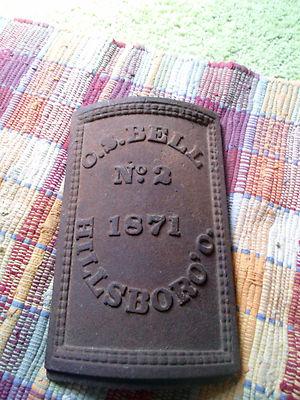 C.S. BELL
No. 2
1871
HILLSBORO' O.